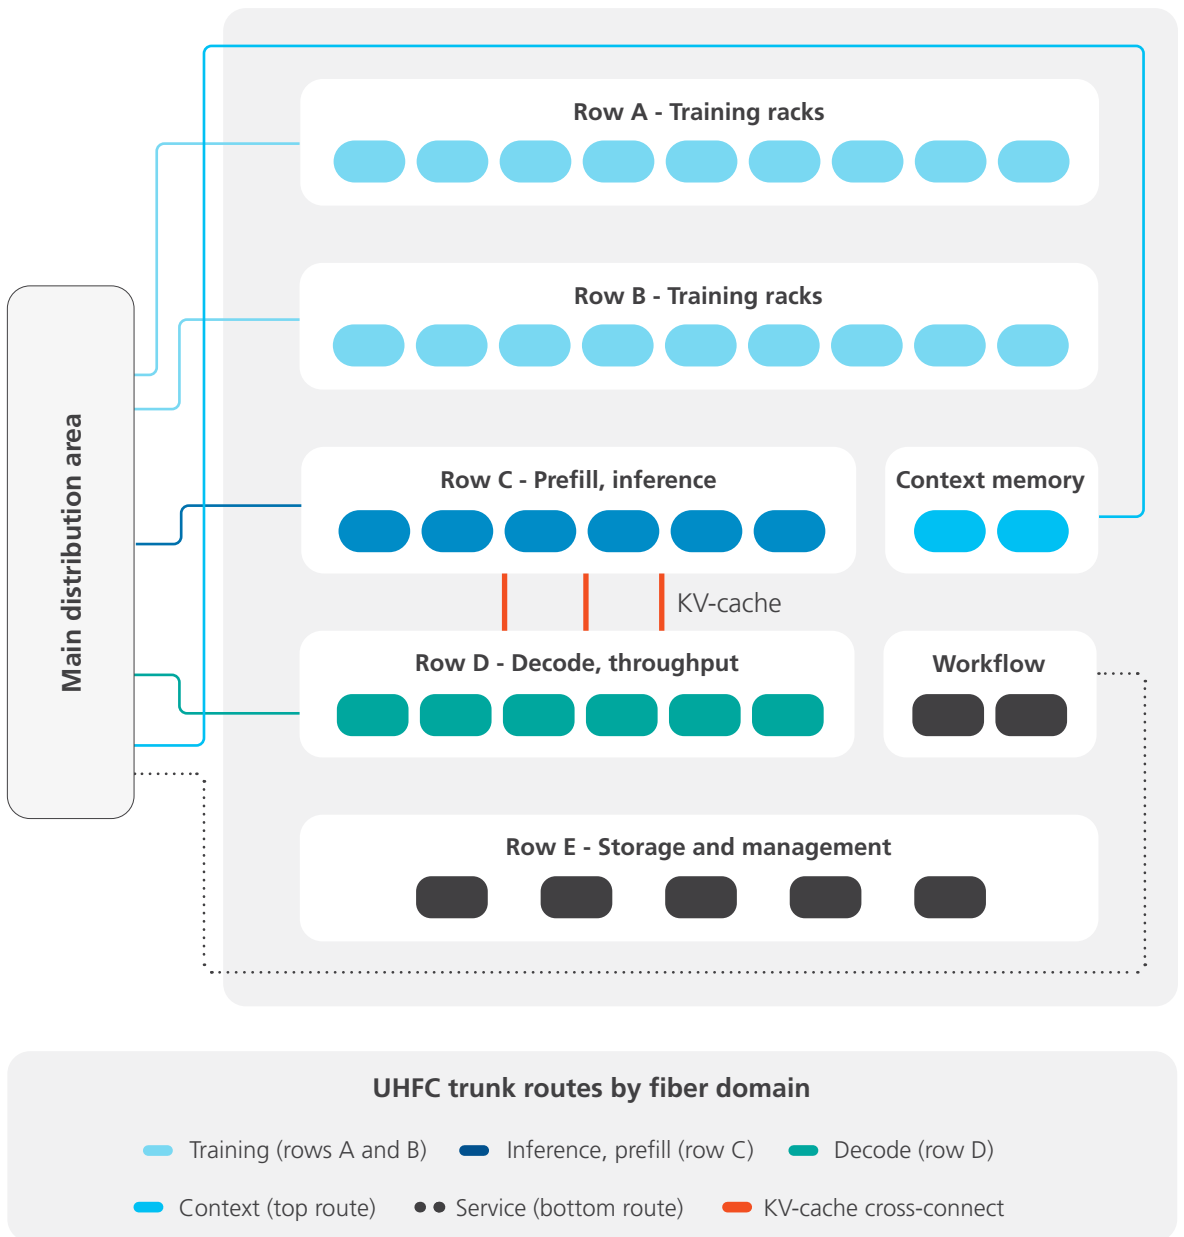 Row A - Training racks
Row B - Training racks
Main distribution area
Row C - Prefill, inference
Context memory
KV-cache
Row D - Decode, throughput
Workflow
Row E - Storage and management
UHFC trunk routes by fiber domain
Training (rows A and B)
Inference, prefill (row C)
Decode (row D)
Context (top route)
Service (bottom route)
KV-cache cross-connect